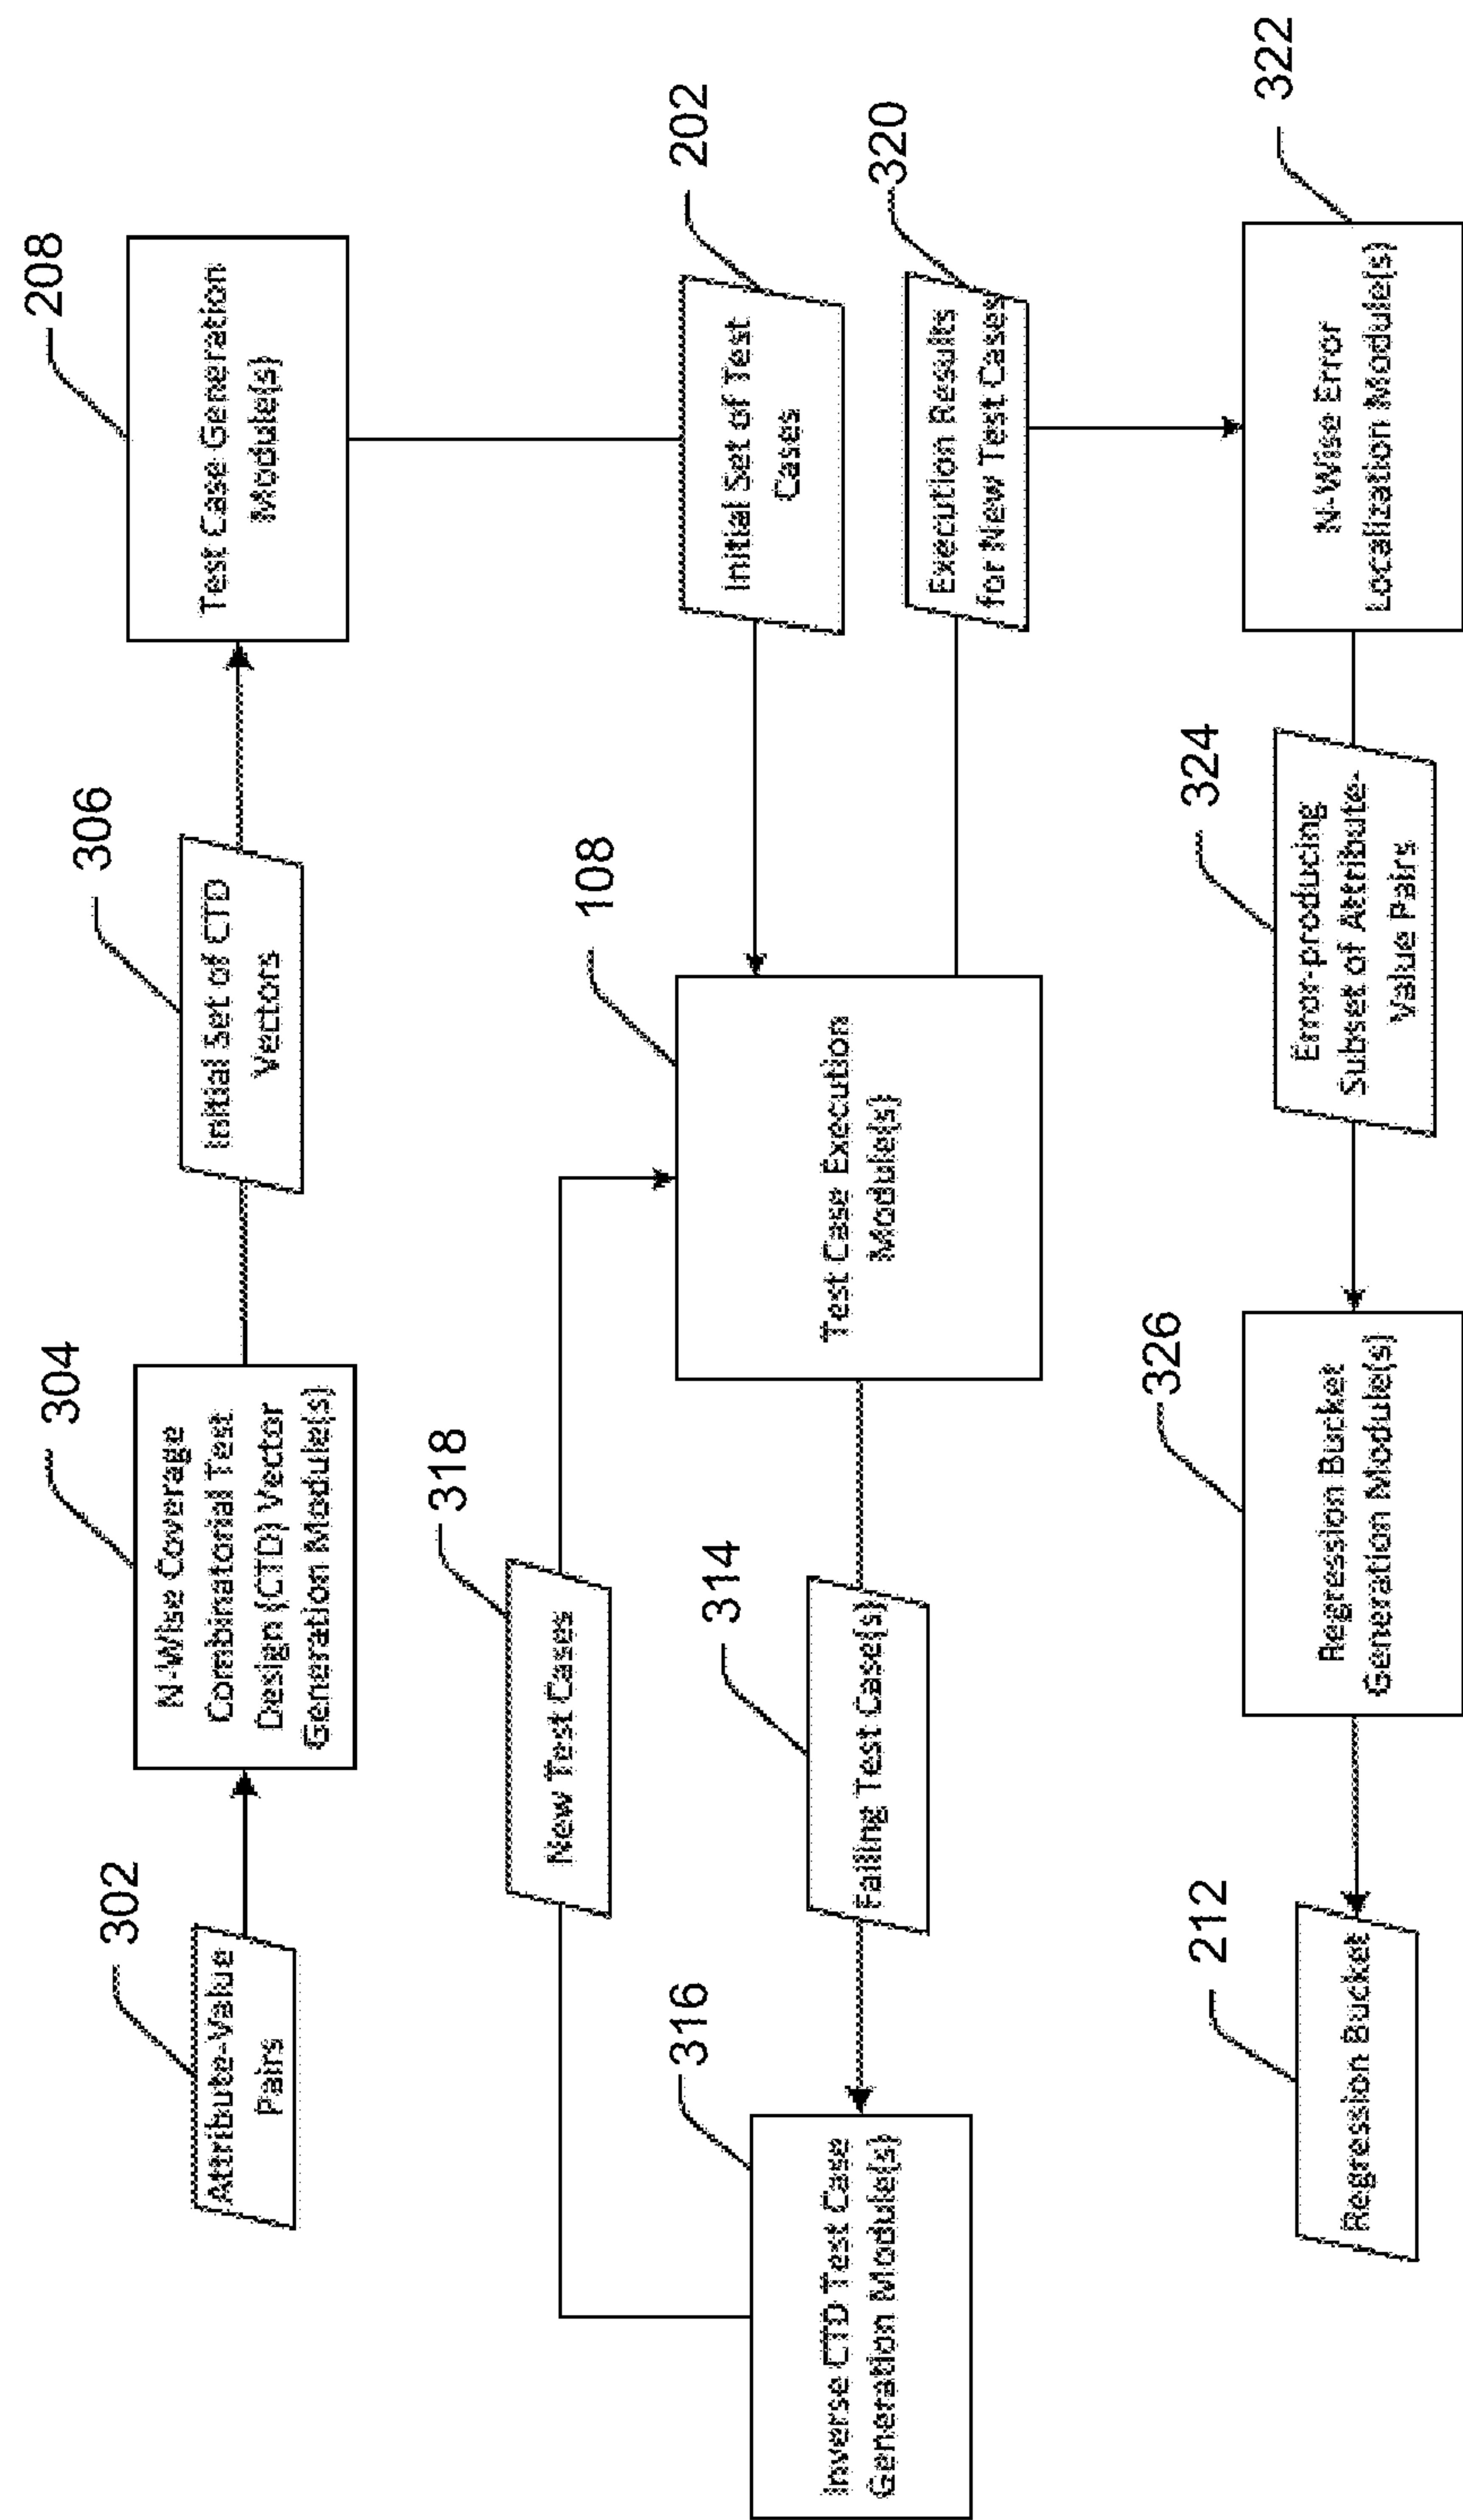 302
Attribute-Value
Pairs
304
N-Wise Coverage
Combinatorial Test
Design (CTD) Vector
Generation Module(s)
306
Initial Set of CTD
Vectors
208
Test Case Generation
Module(s)
318
New Test Cases
108
Test Case Execution
Module(s)
202
Initial Set of Test
Cases
316
Inverse CTD Test Case
Generation Module(s)
314
Failing Test Case(s)
320
Execution Results
for New Test Cases
212
Regression Bucket
326
Regression Bucket
Generation Module(s)
324
Error-producing
Subset of Attribute-
Value Pairs
322
N-Wise Error
Localization Module(s)